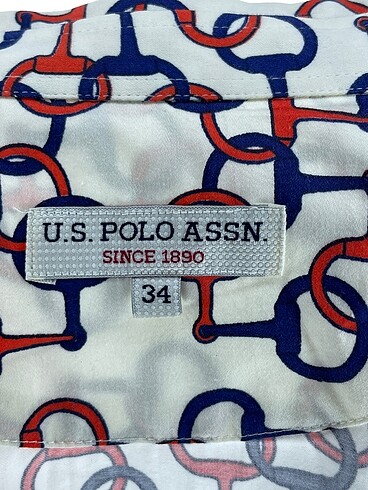 U.S. POLO ASSN.
SINCE 1890
34